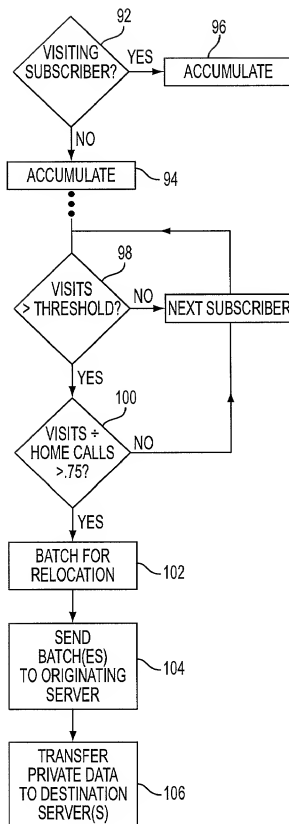 92
VISITING
SUBSCRIBER?
YES
96
ACCUMULATE
NO
ACCUMULATE
94
98
VISITS
> THRESHOLD?
NO
NEXT SUBSCRIBER
YES
100
VISITS ÷
HOME CALLS
>.75?
NO
YES
BATCH FOR
RELOCATION
102
SEND
BATCH(ES)
TO ORIGINATING
SERVER
104
TRANSFER
PRIVATE DATA
TO DESTINATION
SERVER(S)
106